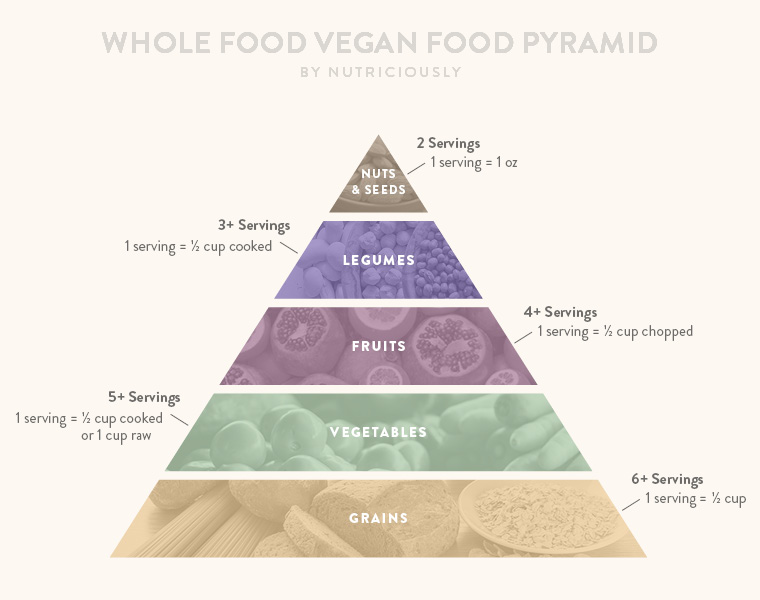 WHOLE FOOD VEGAN FOOD PYRAMID
BY NUTRICIOUSLY
2 Servings
1 serving = 1 oz
NUTS
& SEEDS
3+ Servings
1 serving = ½ cup cooked
LEGUMES
4+ Servings
1 serving = ½ cup chopped
FRUITS
5+ Servings
1 serving = ½ cup cooked
or 1 cup raw
VEGETABLES
6+ Servings
1 serving = ½ cup
GRAINS